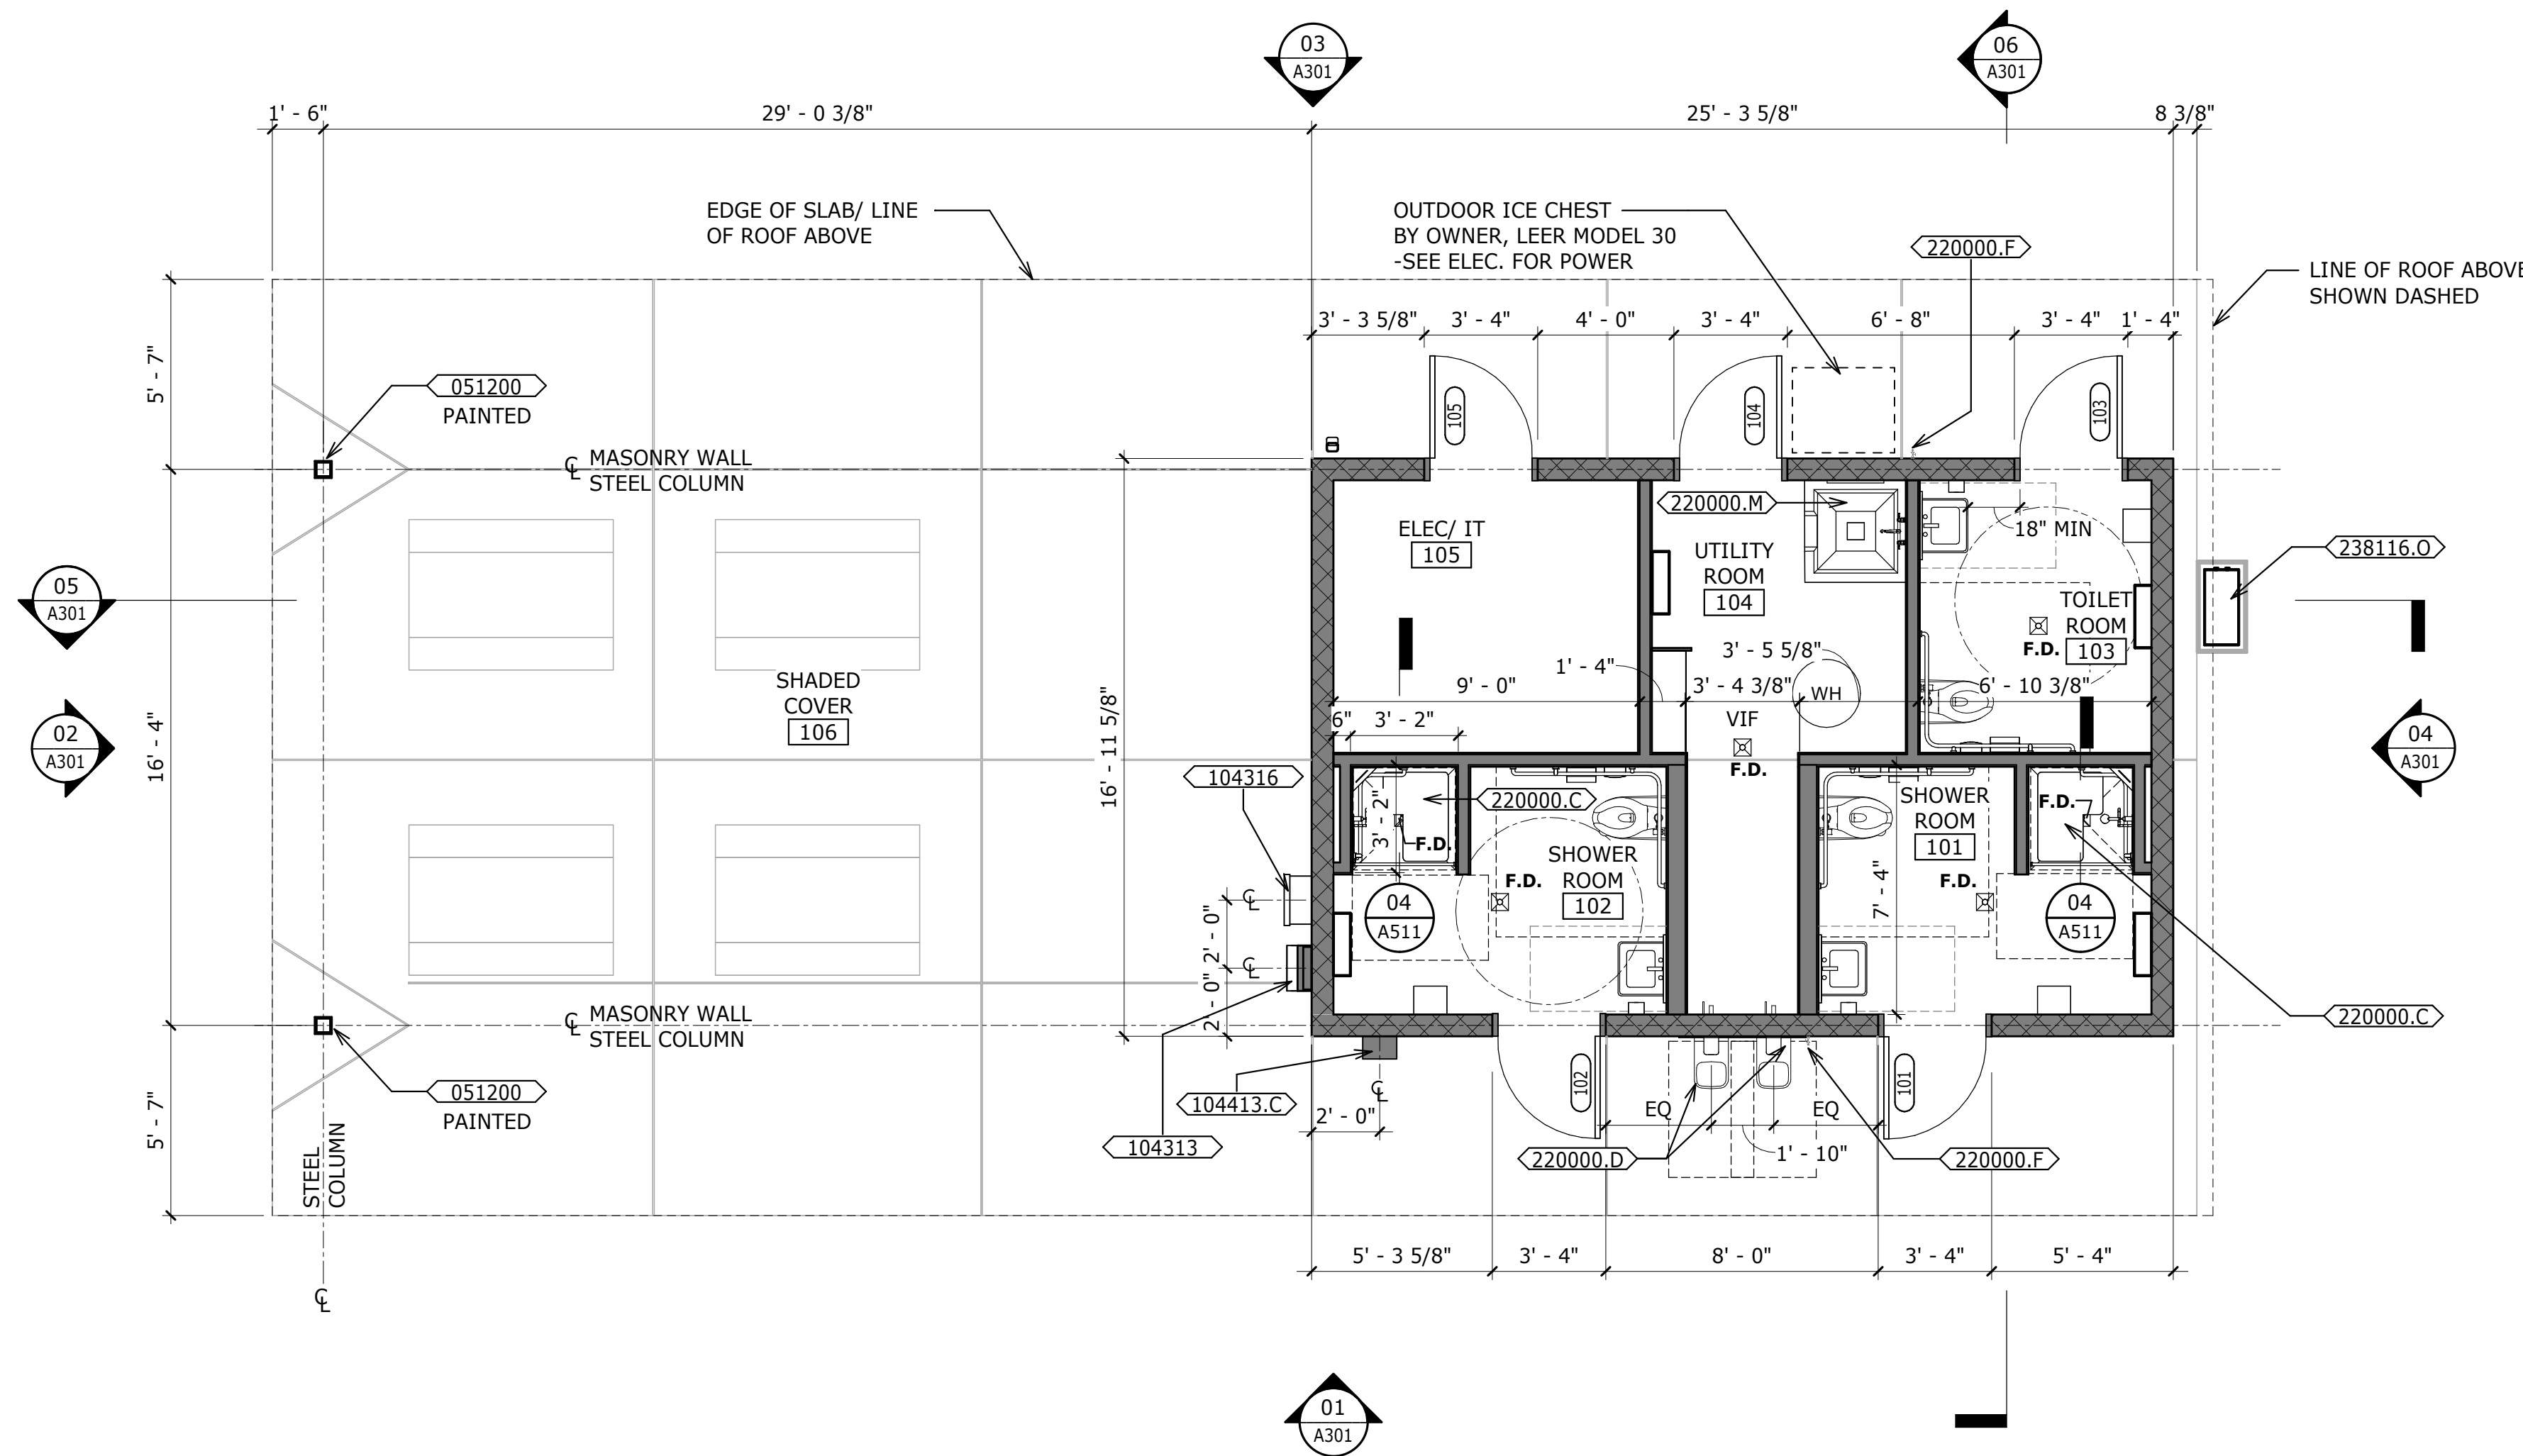 03
A301
06
A301
1' - 6"
29' - 0 3/8"
25' - 3 5/8"
8 3/8"
EDGE OF SLAB/ LINE
OF ROOF ABOVE
OUTDOOR ICE CHEST
BY OWNER, LEER MODEL 30
-SEE ELEC. FOR POWER
220000.F
LINE OF ROOF ABOVE
SHOWN DASHED
3' - 3 5/8"
3' - 4"
4' - 0"
3' - 4"
6' - 8"
3' - 4"
1' - 4"
5' - 7"
051200
PAINTED
105
104
103
℄ MASONRY WALL
STEEL COLUMN
220000.M
ELEC/ IT
105
UTILITY
ROOM
104
18" MIN
238116.O
05
A301
TOILET
ROOM
103
F.D.
SHADED
COVER
106
1' - 4"
3' - 5 5/8"
9' - 0"
3' - 4 3/8"
WH
6' - 10 3/8"
6"
3' - 2"
VIF
F.D.
02
A301
16' - 4"
16' - 11 5/8"
04
A301
104316
3' - 2"
220000.C
F.D.
SHOWER
ROOM
102
F.D.
SHOWER
ROOM
101
F.D.
F.D.
7' - 4"
04
A511
04
A511
℄
2' - 0"
℄
2' - 0"
℄ MASONRY WALL
STEEL COLUMN
220000.C
051200
PAINTED
104413.C
℄
2' - 0"
104313
102
101
EQ
EQ
1' - 10"
220000.D
220000.F
5' - 7"
STEEL
COLUMN
℄
5' - 3 5/8"
3' - 4"
8' - 0"
3' - 4"
5' - 4"
01
A301